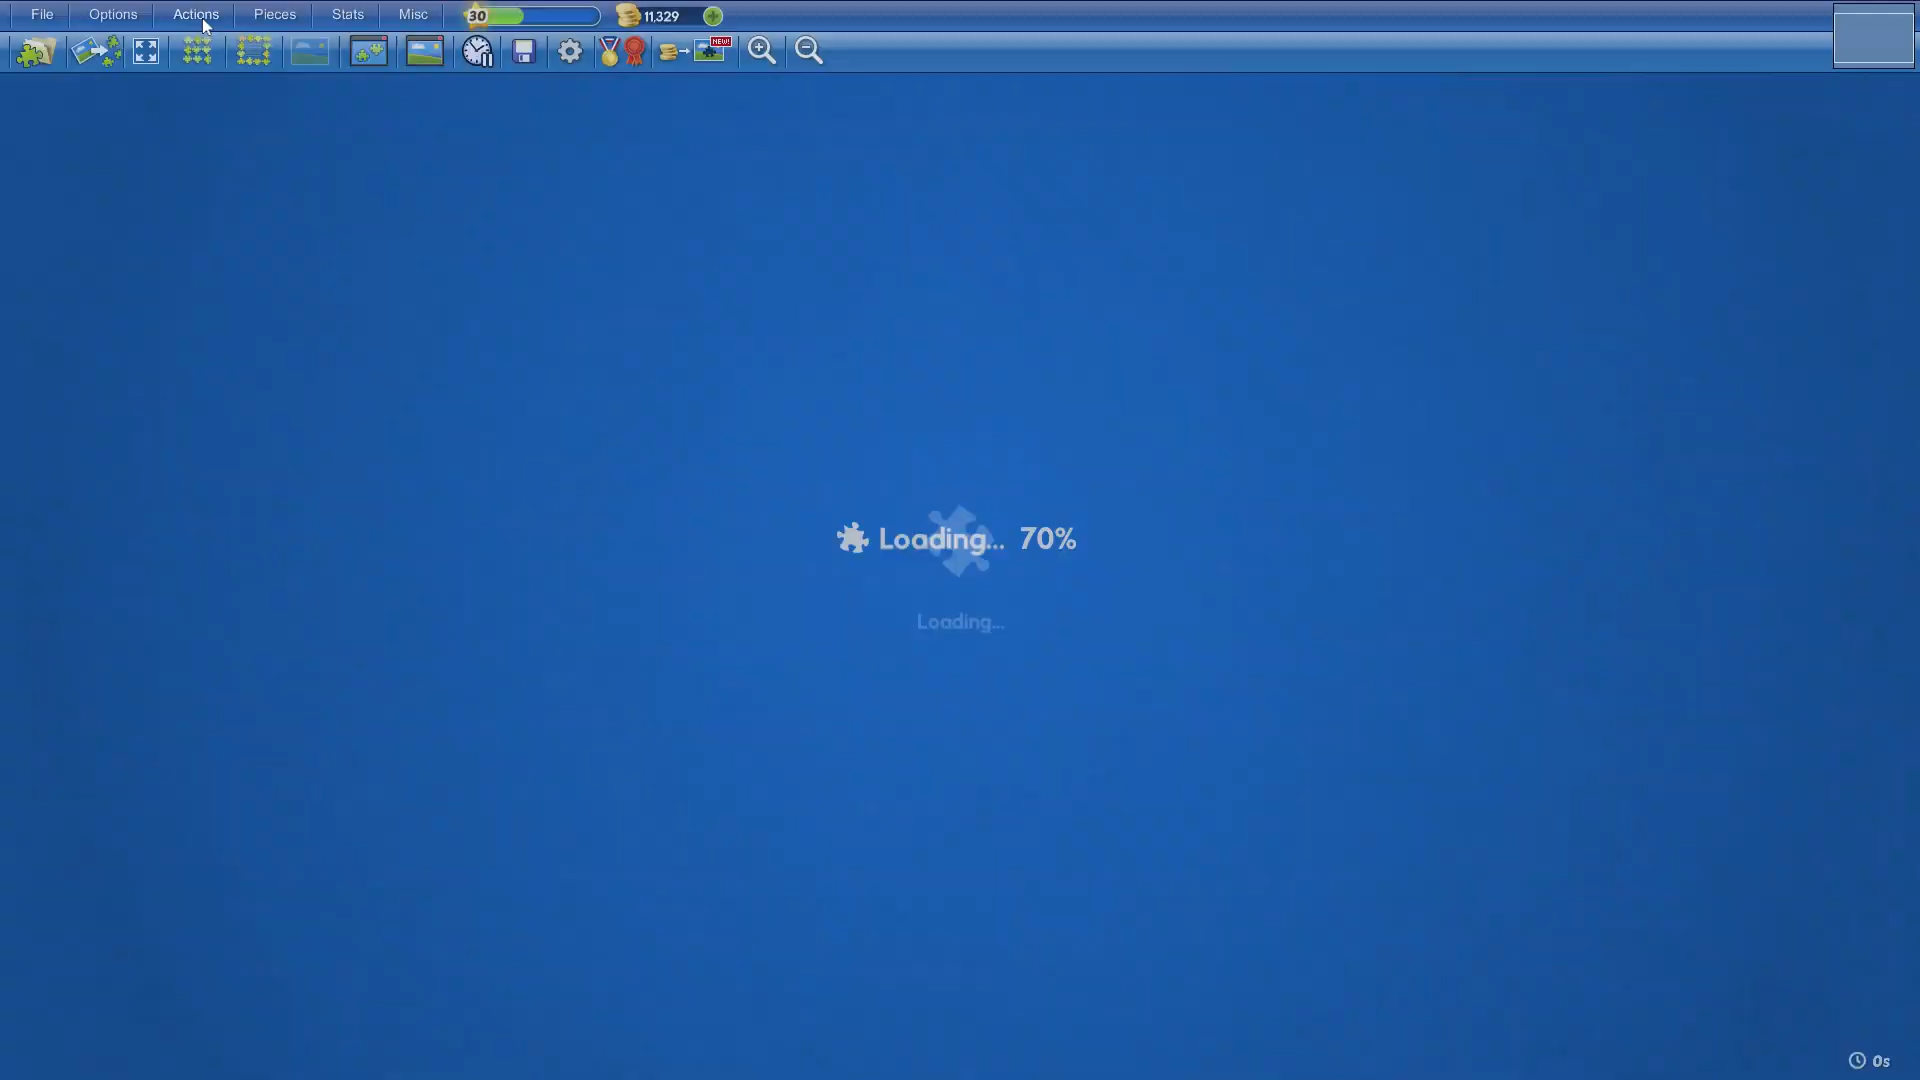 File Options Actions Pieces Stats Misc 30 11,329
NEW!
Loading... 70%
Loading...
0s